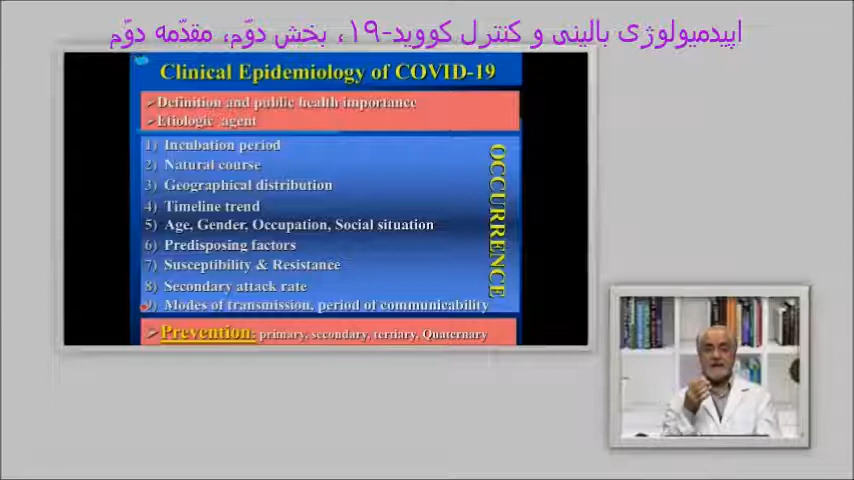 اپیدمیولوژی بالینی و کنترل کووید-۱۹، بخش دوّم، مقدّمه دوّم
Clinical Epidemiology of COVID-19
➢Definition and public health importance
➢Etiologic agent
1) Incubation period
2) Natural course
3) Geographical distribution
4) Timeline trend
5) Age, Gender, Occupation, Social situation
6) Predisposing factors
7) Susceptibility & Resistance
8) Secondary attack rate
9) Modes of transmission, period of communicability
OCCURRENCE
➢Prevention: primary, secondary, tertiary, Quaternary